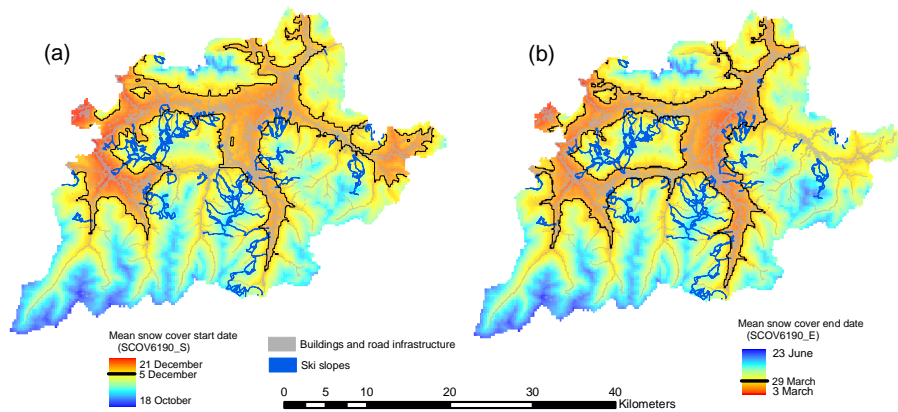 (a)
(b)
Mean snow cover start date
(SCOV6190_S)
21 December
5 December
18 October
Buildings and road infrastructure
Ski slopes
0 5 10 20 30 40
Kilometers
Mean snow cover end date
(SCOV6190_E)
23 June
29 March
3 March